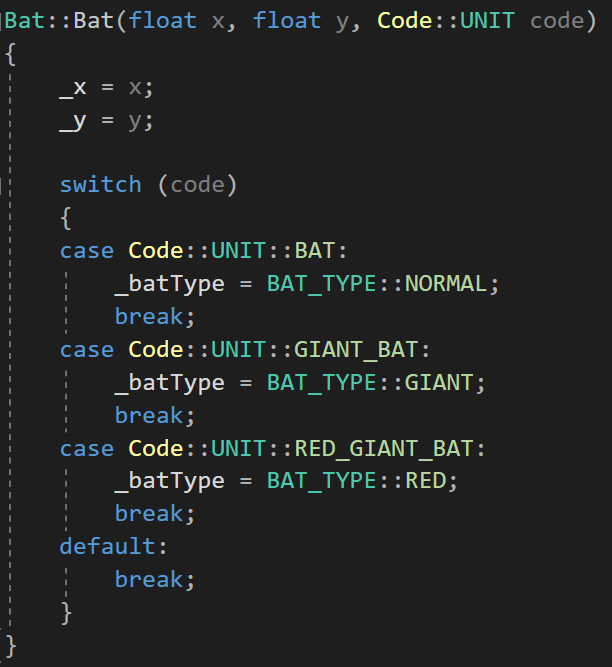 Bat::Bat(float x, float y, Code::UNIT code)
{
    _x = x;
    _y = y;

    switch (code)
    {
    case Code::UNIT::BAT:
        _batType = BAT_TYPE::NORMAL;
        break;
    case Code::UNIT::GIANT_BAT:
        _batType = BAT_TYPE::GIANT;
        break;
    case Code::UNIT::RED_GIANT_BAT:
        _batType = BAT_TYPE::RED;
        break;
    default:
        break;
    }
}